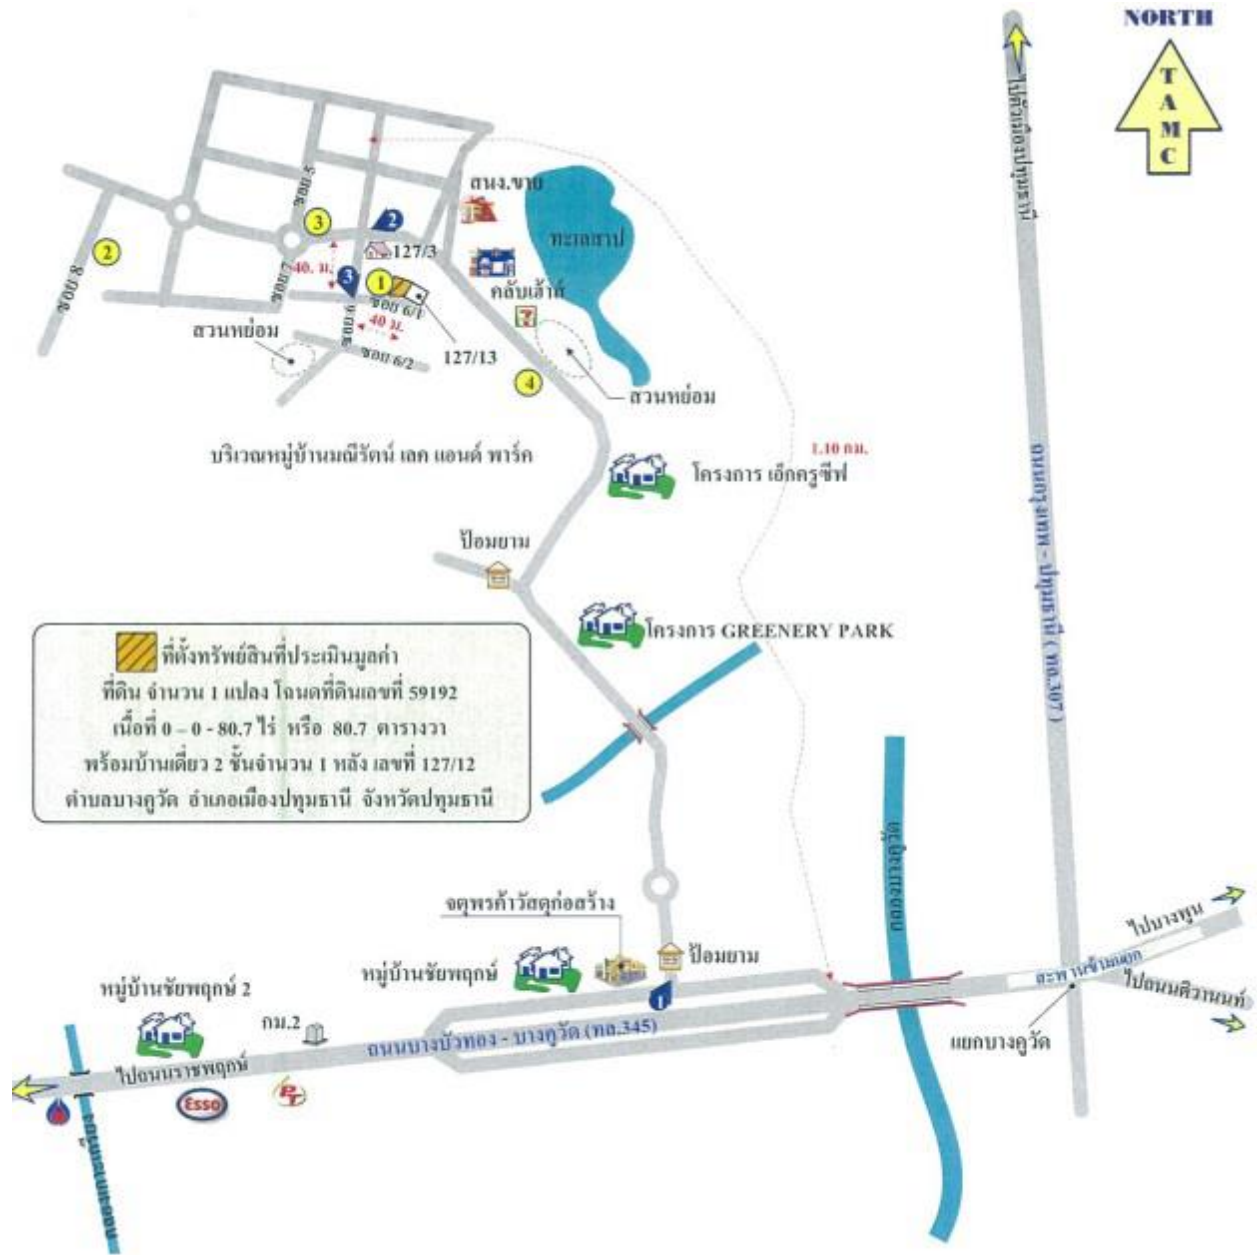 NORTH
T
A
M
C
ไปตัวเมืองปทุมธานี
สนง.ขาย
ทะเลสาป
ซอย 5
3
2
127/3
2
ซอย 8
ซอย 7
40. ม.
3
1
คลับเฮ้าส์
7
ซอย 6/1
ซอย 6
40 ม.
สวนหย่อม
ซอย 6/2
127/13
4
สวนหย่อม
บริเวณหมู่บ้านมณีรัตน์ เลค แอนด์ พาร์ค
1.10 กม.
โครงการ เอ็กครูซีฟ
ถนนกรุงเทพ - ปทุมธานี ( ทล.307 )
ป้อมยาม
โครงการ GREENERY PARK
ที่ตั้งทรัพย์สินที่ประเมินมูลค่า
ที่ดิน จำนวน 1 แปลง โฉนดที่ดินเลขที่ 59192
เนื้อที่ 0 – 0 - 80.7 ไร่ หรือ 80.7 ตารางวา
พร้อมบ้านเดี่ยว 2 ชั้นจำนวน 1 หลัง เลขที่ 127/12
ตำบลบางคูวัด อำเภอเมืองปทุมธานี จังหวัดปทุมธานี
คลองบางคูวัด
จตุพรค้าวัสดุก่อสร้าง
ป้อมยาม
หมู่บ้านชัยพฤกษ์
1
ไปบางพูน
สะพานข้ามแยก
ไปถนนติวานนท์
แยกบางคูวัด
หมู่บ้านชัยพฤกษ์ 2
กม.2
ถนนบางบัวทอง - บางคูวัด (ทล.345)
ไปถนนราชพฤกษ์
Esso
PT